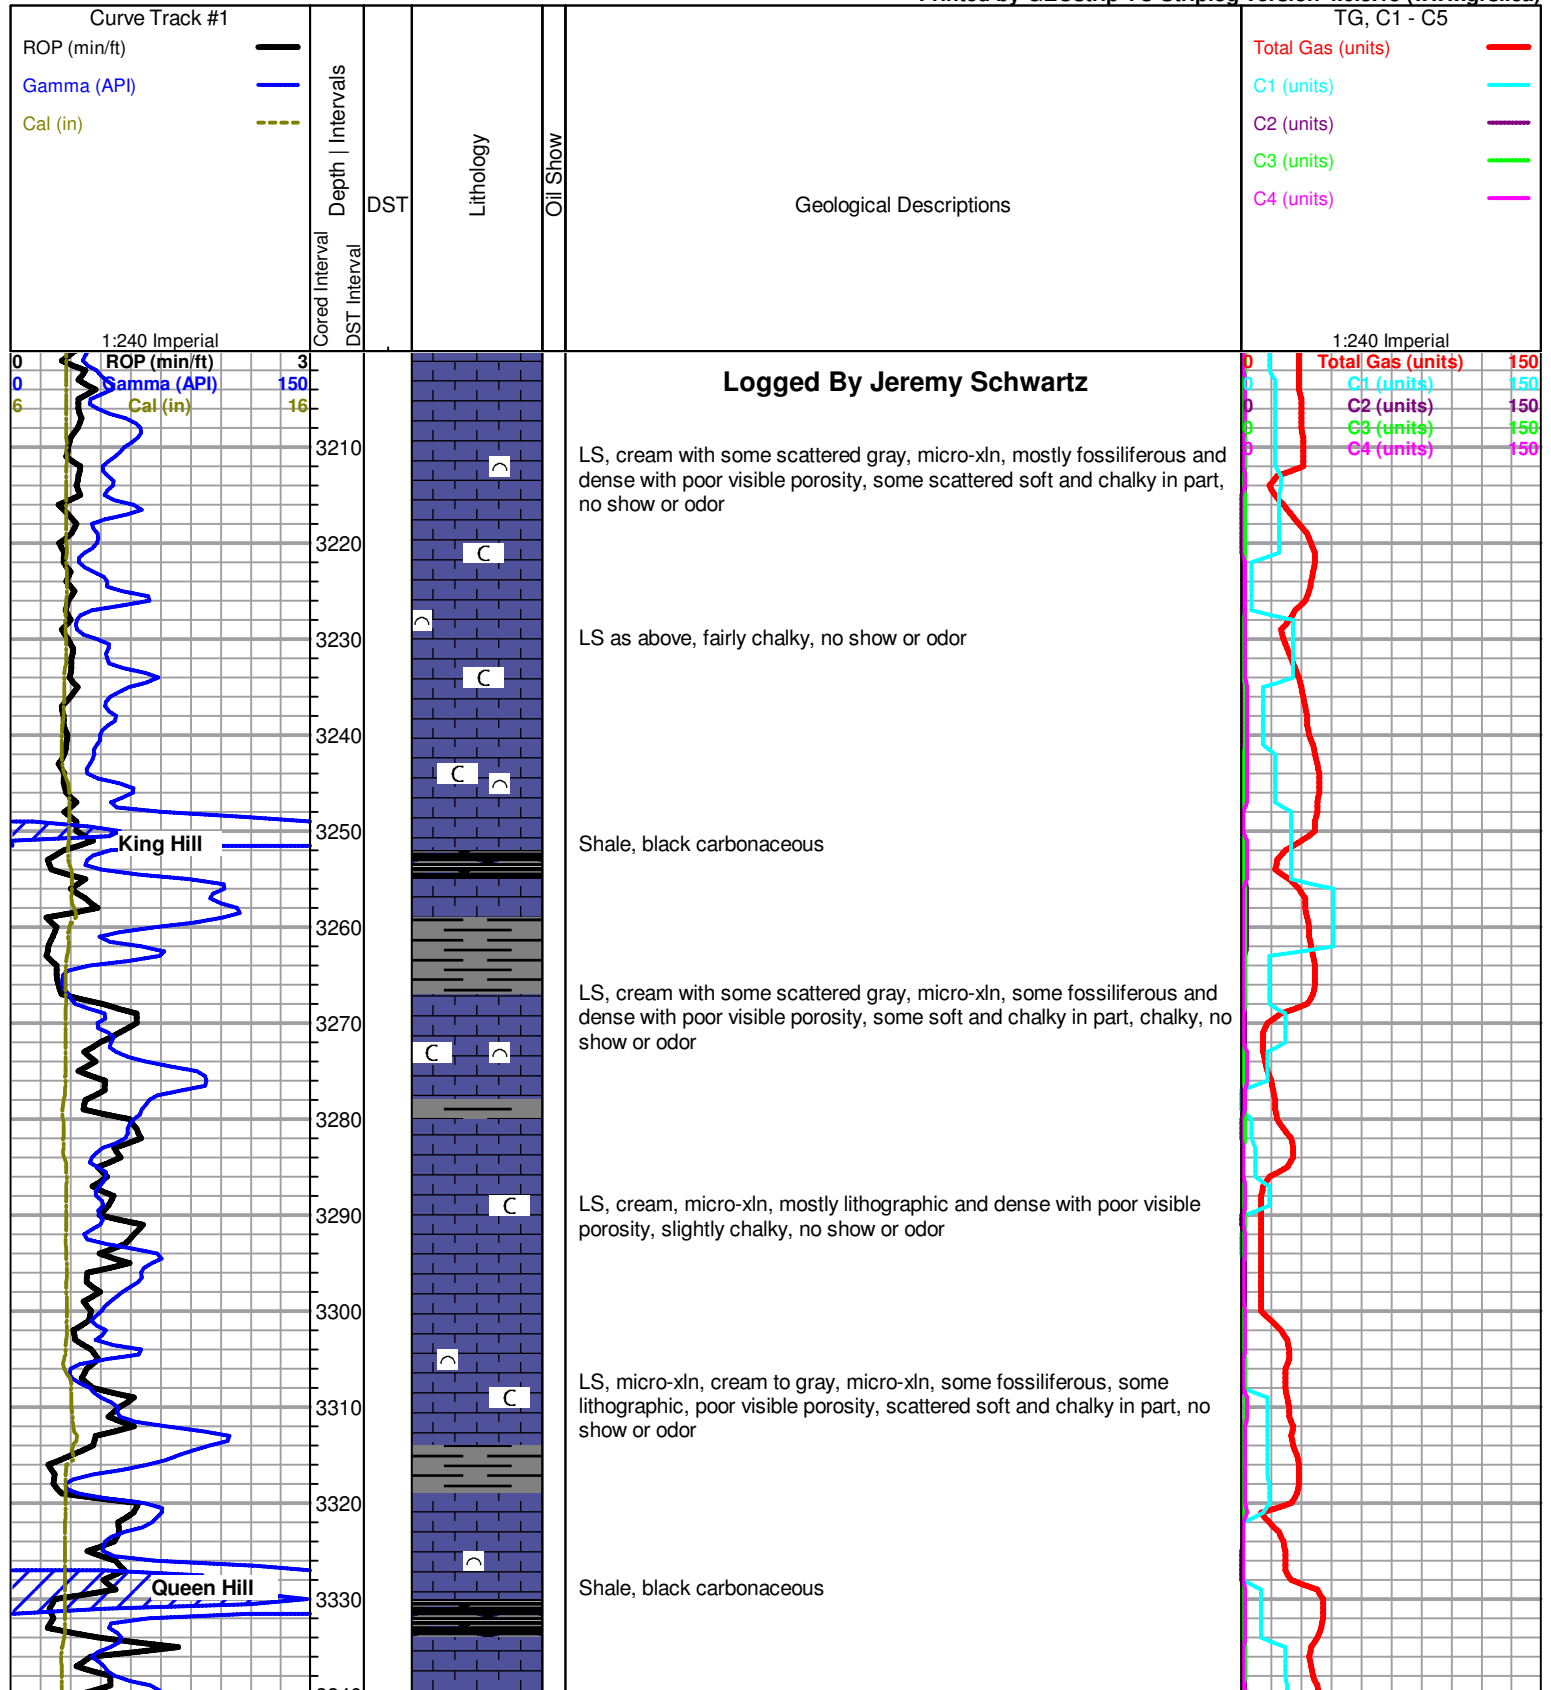 Curve Track #1
ROP (min/ft)
Gamma (API)
Cal (in)
1:240 Imperial
Cored Interval
Depth | Intervals
DST Interval
DST
Lithology
Oil Show
Geological Descriptions
TG, C1 - C5
Total Gas (units)
C1 (units)
C2 (units)
C3 (units)
C4 (units)
1:240 Imperial
0 ROP (min/ft) 3
0 Gamma (API) 150
6 Cal (in) 16
Logged By Jeremy Schwartz
0 Total Gas (units) 150
0 C1 (units) 150
0 C2 (units) 150
0 C3 (units) 150
0 C4 (units) 150
3210
LS, cream with some scattered gray, micro-xln, mostly fossiliferous and
dense with poor visible porosity, some scattered soft and chalky in part,
no show or odor
3220
C
3230
LS as above, fairly chalky, no show or odor
C
3240
C
3250
King Hill
Shale, black carbonaceous
3260
LS, cream with some scattered gray, micro-xln, some fossiliferous and
dense with poor visible porosity, some soft and chalky in part, chalky, no
show or odor
3270
C
3280
LS, cream, micro-xln, mostly lithographic and dense with poor visible
porosity, slightly chalky, no show or odor
C
3290
3300
LS, micro-xln, cream to gray, micro-xln, some fossiliferous, some
lithographic, poor visible porosity, scattered soft and chalky in part, no
show or odor
C
3310
3320
Queen Hill
Shale, black carbonaceous
3330